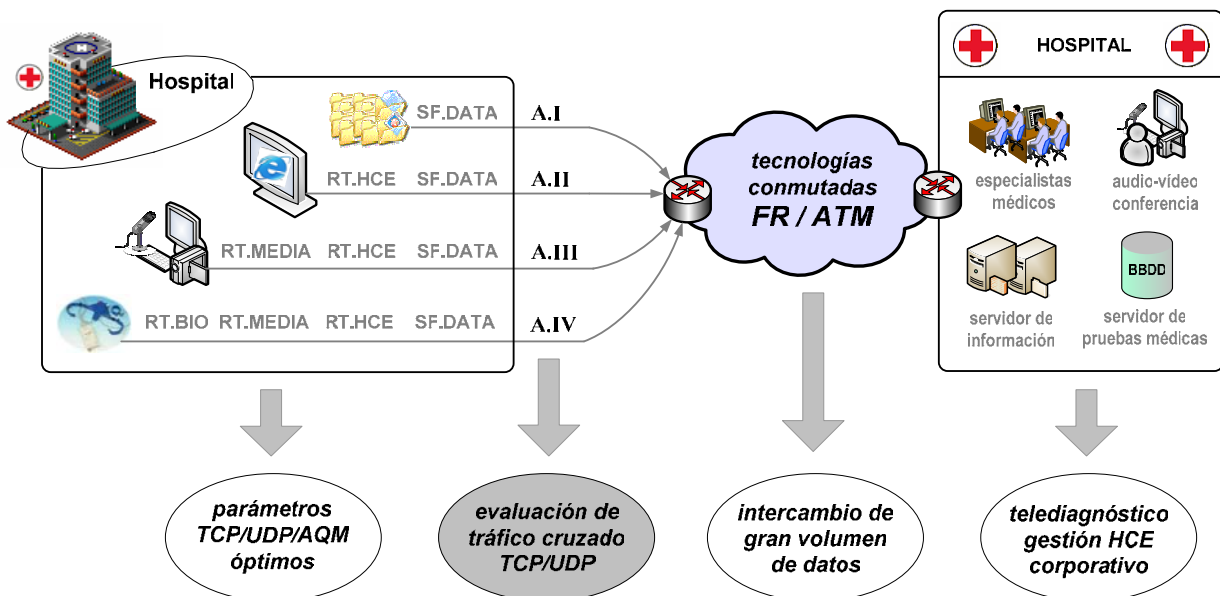 Hospital
SF.DATA A.I
RT.HCE SF.DATA A.II
RT.MEDIA RT.HCE SF.DATA A.III
RT.BIO RT.MEDIA RT.HCE SF.DATA A.IV
tecnologías
conmutadas
FR / ATM
HOSPITAL
especialistas
médicos
audio-vídeo
conferencia
servidor de
información
BBDD
servidor de
pruebas médicas
parámetros
TCP/UDP/AQM
óptimos
evaluación de
tráfico cruzado
TCP/UDP
intercambio de
gran volumen
de datos
telediagnóstico
gestión HCE
corporativo